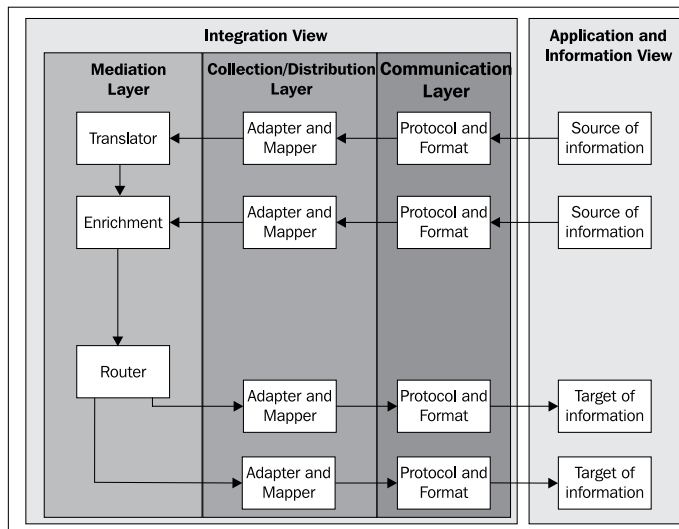 Integration View
Application and
Information View
Mediation
Layer
Collection/Distribution
Layer
Communication
Layer
Translator
Adapter and
Mapper
Protocol and
Format
Source of
information
Enrichment
Adapter and
Mapper
Protocol and
Format
Source of
information
Router
Adapter and
Mapper
Protocol and
Format
Target of
information
Adapter and
Mapper
Protocol and
Format
Target of
information